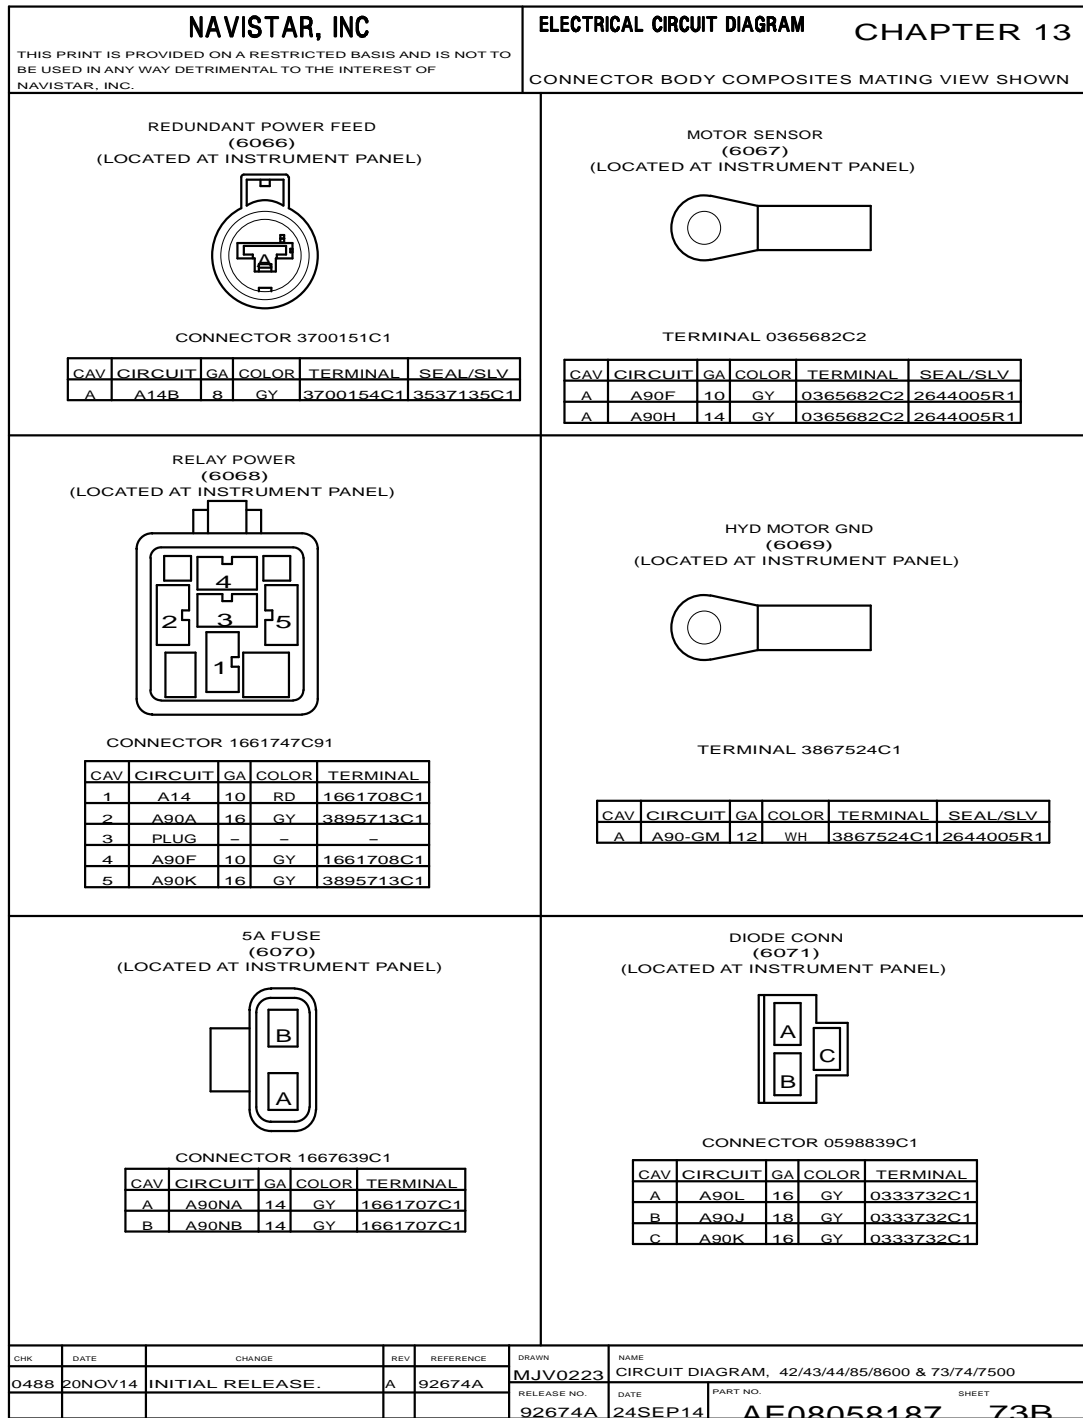 NAVISTAR, INC
THIS PRINT IS PROVIDED ON A RESTRICTED BASIS AND IS NOT TO
BE USED IN ANY WAY DETRIMENTAL TO THE INTEREST OF
NAVISTAR, INC.
ELECTRICAL CIRCUIT DIAGRAM CHAPTER 13
CONNECTOR BODY COMPOSITES MATING VIEW SHOWN
REDUNDANT POWER FEED
(6066)
(LOCATED AT INSTRUMENT PANEL)
CONNECTOR 3700151C1
CAV CIRCUIT GA COLOR TERMINAL SEAL/SLV
A A14B 8 GY 3700154C1 3537135C1
MOTOR SENSOR
(6067)
(LOCATED AT INSTRUMENT PANEL)
TERMINAL 0365682C2
CAV CIRCUIT GA COLOR TERMINAL SEAL/SLV
A A90F 10 GY 0365682C2 2644005R1
A A90H 14 GY 0365682C2 2644005R1
RELAY POWER
(6068)
(LOCATED AT INSTRUMENT PANEL)
4
2 3 5
1
CONNECTOR 1661747C91
CAV CIRCUIT GA COLOR TERMINAL
1 A14 10 RD 1661708C1
2 A90A 16 GY 3895713C1
3 PLUG – – –
4 A90F 10 GY 1661708C1
5 A90K 16 GY 3895713C1
HYD MOTOR GND
(6069)
(LOCATED AT INSTRUMENT PANEL)
TERMINAL 3867524C1
CAV CIRCUIT GA COLOR TERMINAL SEAL/SLV
A A90-GM 12 WH 3867524C1 2644005R1
5A FUSE
(6070)
(LOCATED AT INSTRUMENT PANEL)
B
A
CONNECTOR 1667639C1
CAV CIRCUIT GA COLOR TERMINAL
A A90NA 14 GY 1661707C1
B A90NB 14 GY 1661707C1
DIODE CONN
(6071)
(LOCATED AT INSTRUMENT PANEL)
A
C
B
CONNECTOR 0598839C1
CAV CIRCUIT GA COLOR TERMINAL
A A90L 16 GY 0333732C1
B A90J 18 GY 0333732C1
C A90K 16 GY 0333732C1
CHK DATE CHANGE REV REFERENCE
0488 20NOV14 INITIAL RELEASE. A 92674A
DRAWN NAME
MJV0223 CIRCUIT DIAGRAM, 42/43/44/85/8600 & 73/74/7500
RELEASE NO. DATE PART NO. SHEET
92674A 24SEP14 AE08058187 73B